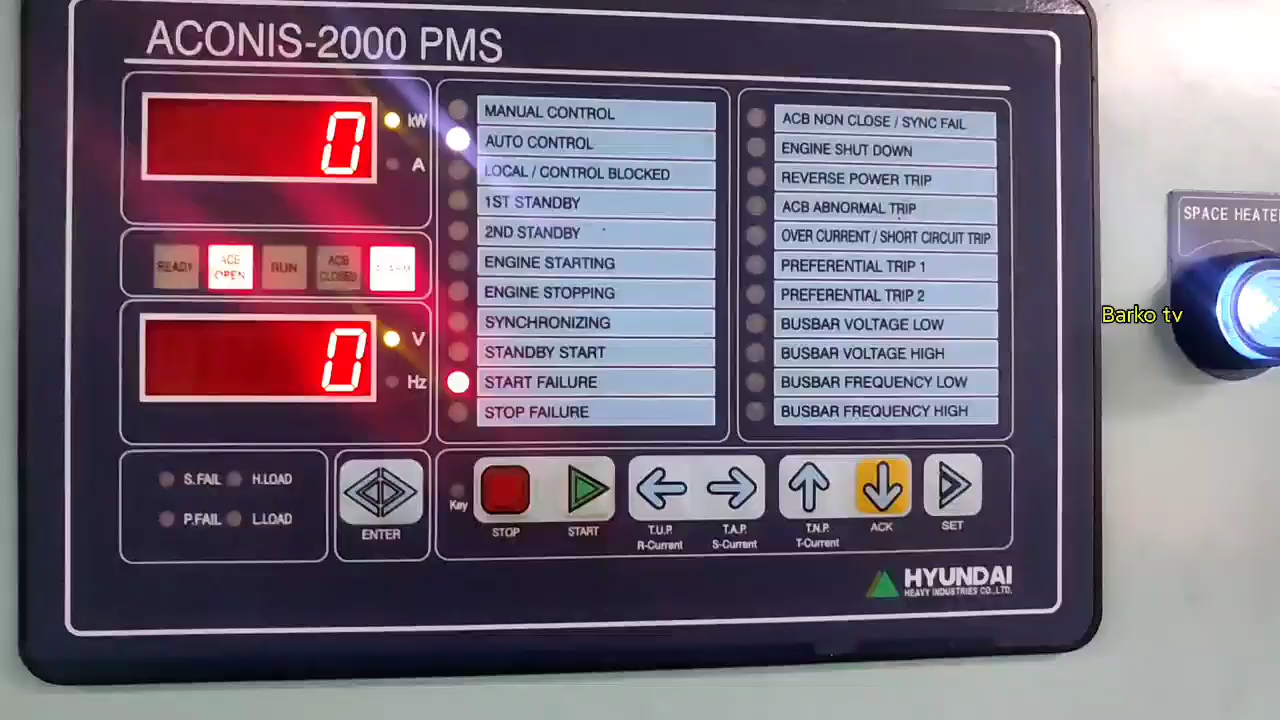 ACONIS-2000 PMS
0
kW
A
READY
ACB OPEN
RUN
ACB CLOSED
0
V
Hz
S.FAIL
H.LOAD
P.FAIL
L.LOAD
ENTER
MANUAL CONTROL
AUTO CONTROL
LOCAL / CONTROL BLOCKED
1ST STANDBY
2ND STANDBY
ENGINE STARTING
ENGINE STOPPING
SYNCHRONIZING
STANDBY START
START FAILURE
STOP FAILURE
ACB NON CLOSE / SYNC FAIL
ENGINE SHUT DOWN
REVERSE POWER TRIP
ACB ABNORMAL TRIP
OVER CURRENT / SHORT CIRCUIT TRIP
PREFERENTIAL TRIP 1
PREFERENTIAL TRIP 2
BUSBAR VOLTAGE LOW
BUSBAR VOLTAGE HIGH
BUSBAR FREQUENCY LOW
BUSBAR FREQUENCY HIGH
Key
STOP
START
T.U.P.
R-Current
T.A.P.
S-Current
T.N.P.
T-Current
ACK
SET
HYUNDAI
HEAVY INDUSTRIES CO.,LTD.
SPACE HEATE
Barko tv